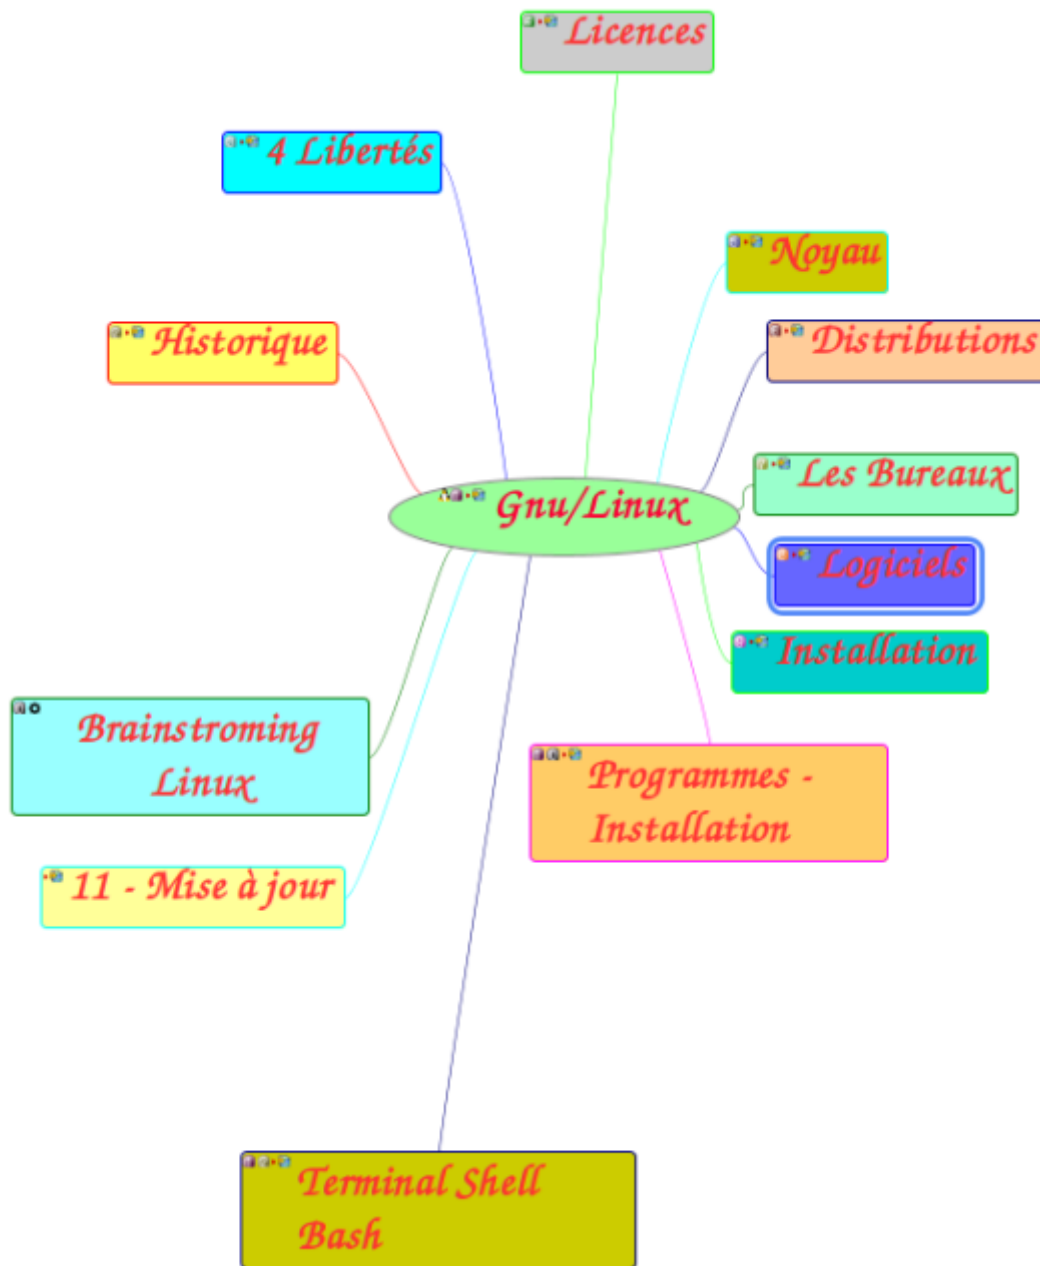 Licences
4 Libertés
Noyau
Historique
Distributions
Les Bureaux
Gnu/Linux
Logiciels
Installation
Brainstroming
Linux
Programmes -
Installation
11 - Mise à jour
Terminal Shell
Bash